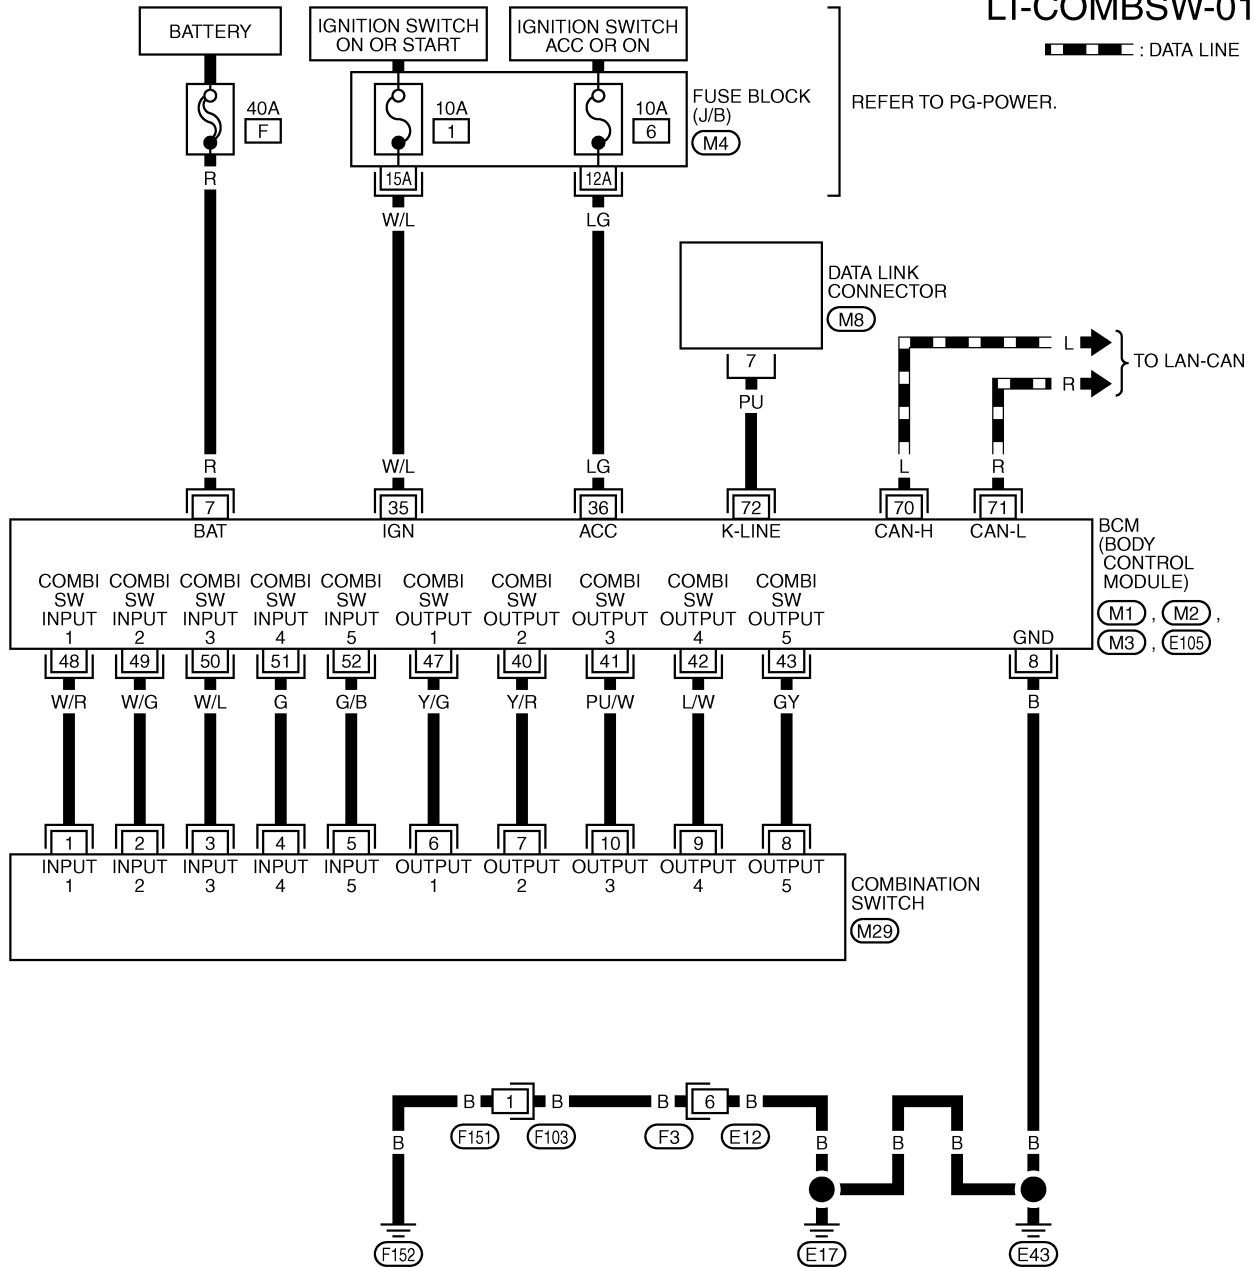 LT-COMBSW-01
: DATA LINE
BATTERY
IGNITION SWITCH
ON OR START
IGNITION SWITCH
ACC OR ON
40A
F
10A
1
10A
6
FUSE BLOCK
(J/B)
M4
REFER TO PG-POWER.
15A
12A
R
W/L
LG
DATA LINK
CONNECTOR
M8
7
PU
L
R
TO LAN-CAN
R
W/L
LG
L
R
7
35
36
72
70
71
BAT
IGN
ACC
K-LINE
CAN-H
CAN-L
BCM
(BODY
CONTROL
MODULE)
M1 , M2 ,
M3 , E105
COMBI
SW
INPUT
1
COMBI
SW
INPUT
2
COMBI
SW
INPUT
3
COMBI
SW
INPUT
4
COMBI
SW
INPUT
5
COMBI
SW
OUTPUT
1
COMBI
SW
OUTPUT
2
COMBI
SW
OUTPUT
3
COMBI
SW
OUTPUT
4
COMBI
SW
OUTPUT
5
GND
48
49
50
51
52
47
40
41
42
43
8
W/R
W/G
W/L
G
G/B
Y/G
Y/R
PU/W
L/W
GY
B
1
2
3
4
5
6
7
10
9
8
INPUT
1
INPUT
2
INPUT
3
INPUT
4
INPUT
5
OUTPUT
1
OUTPUT
2
OUTPUT
3
OUTPUT
4
OUTPUT
5
COMBINATION
SWITCH
M29
B
1
B
B
6
B
F151
F103
F3
E12
B
B
B
B
B
F152
E17
E43